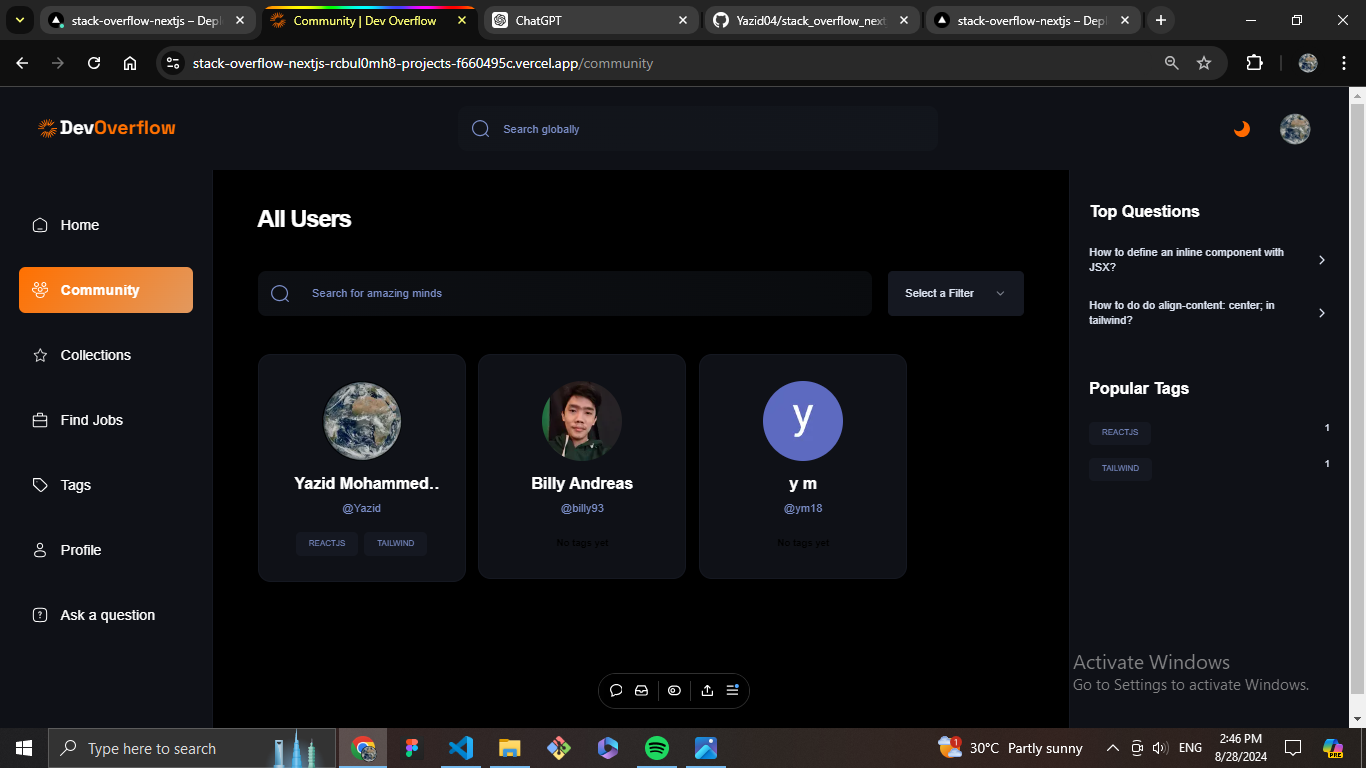 stack-overflow-nextjs – Depl
Community | Dev Overflow
ChatGPT
Yazid04/stack_overflow_next
stack-overflow-nextjs – Depl
stack-overflow-nextjs-rcbul0mh8-projects-f660495c.vercel.app/community
DevOverflow
Search globally
Home
Community
Collections
Find Jobs
Tags
Profile
Ask a question
All Users
Search for amazing minds
Select a Filter
Yazid Mohammed..
@Yazid
REACTJS
TAILWIND
Billy Andreas
@billy93
No tags yet
y
y m
@ym18
No tags yet
Top Questions
How to define an inline component with
JSX?
How to do do align-content: center; in
tailwind?
Popular Tags
REACTJS
1
TAILWIND
1
Activate Windows
Go to Settings to activate Windows.
Type here to search
1
30°C Partly sunny
ENG
2:46 PM
8/28/2024
PRE